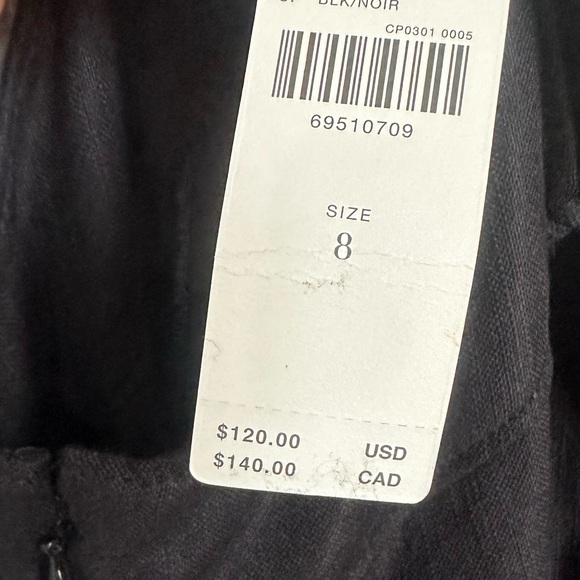 BLK/NOIR
CP0301 0005
69510709
SIZE
8
$120.00 USD
$140.00 CAD